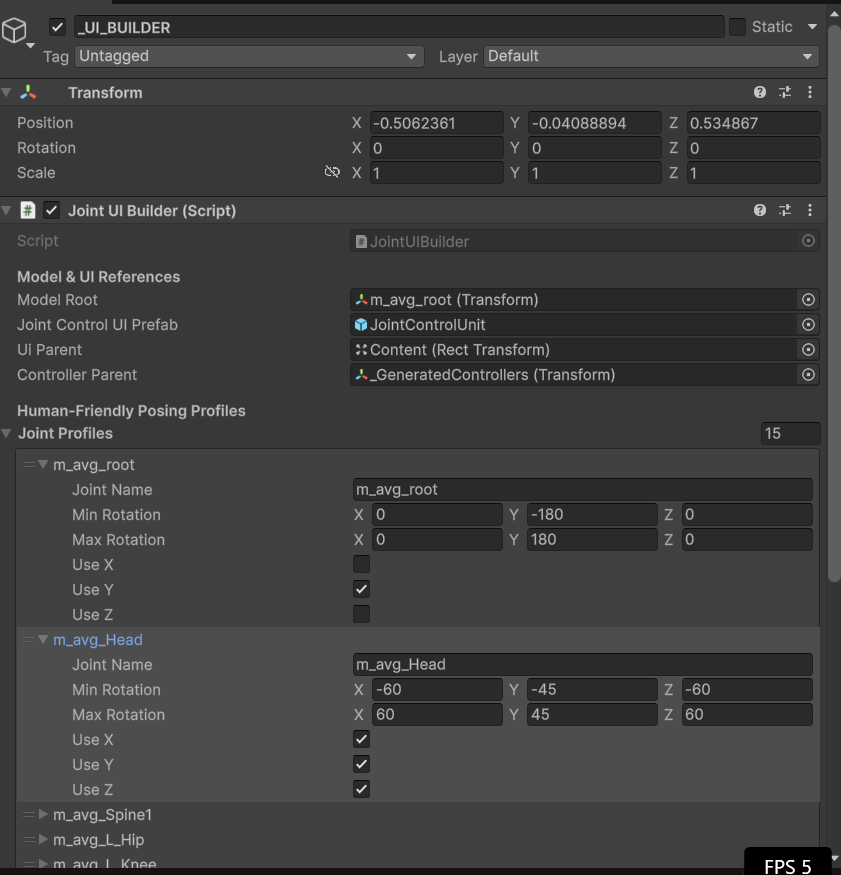 _UI_BUILDER Static
Tag Untagged Layer Default
Transform
Position X -0.5062361 Y -0.04088894 Z 0.534867
Rotation X 0 Y 0 Z 0
Scale X 1 Y 1 Z 1
# Joint UI Builder (Script)
Script # JointUIBuilder
Model & UI References
Model Root m_avg_root (Transform)
Joint Control UI Prefab JointControlUnit
Ui Parent Content (Rect Transform)
Controller Parent _GeneratedControllers (Transform)
Human-Friendly Posing Profiles
Joint Profiles 15
m_avg_root
Joint Name m_avg_root
Min Rotation X 0 Y -180 Z 0
Max Rotation X 0 Y 180 Z 0
Use X
Use Y
Use Z
m_avg_Head
Joint Name m_avg_Head
Min Rotation X -60 Y -45 Z -60
Max Rotation X 60 Y 45 Z 60
Use X
Use Y
Use Z
m_avg_Spine1
m_avg_L_Hip
m_avg_L_Knee
FPS 5